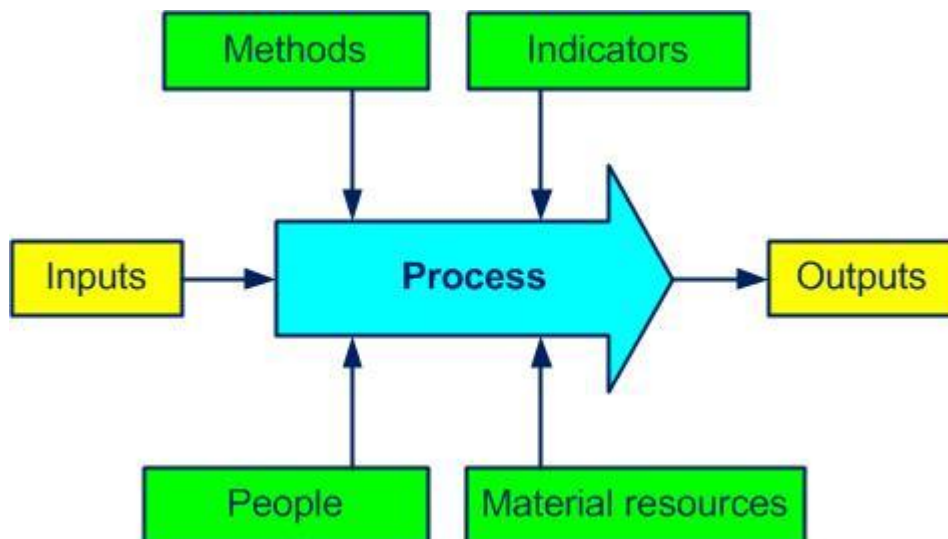 Methods
Indicators
Inputs
Process
Outputs
People
Material resources